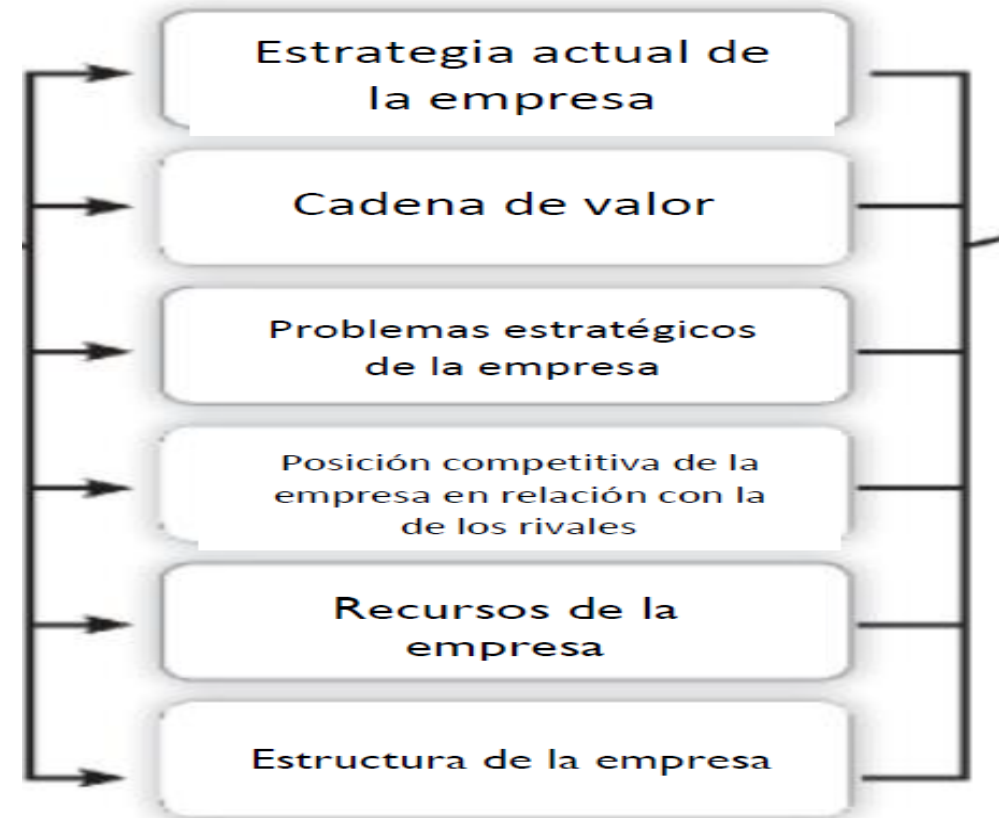 Estrategia actual de
la empresa
Cadena de valor
Problemas estratégicos
de la empresa
Posición competitiva de la
empresa en relación con la
de los rivales
Recursos de la
empresa
Estructura de la empresa